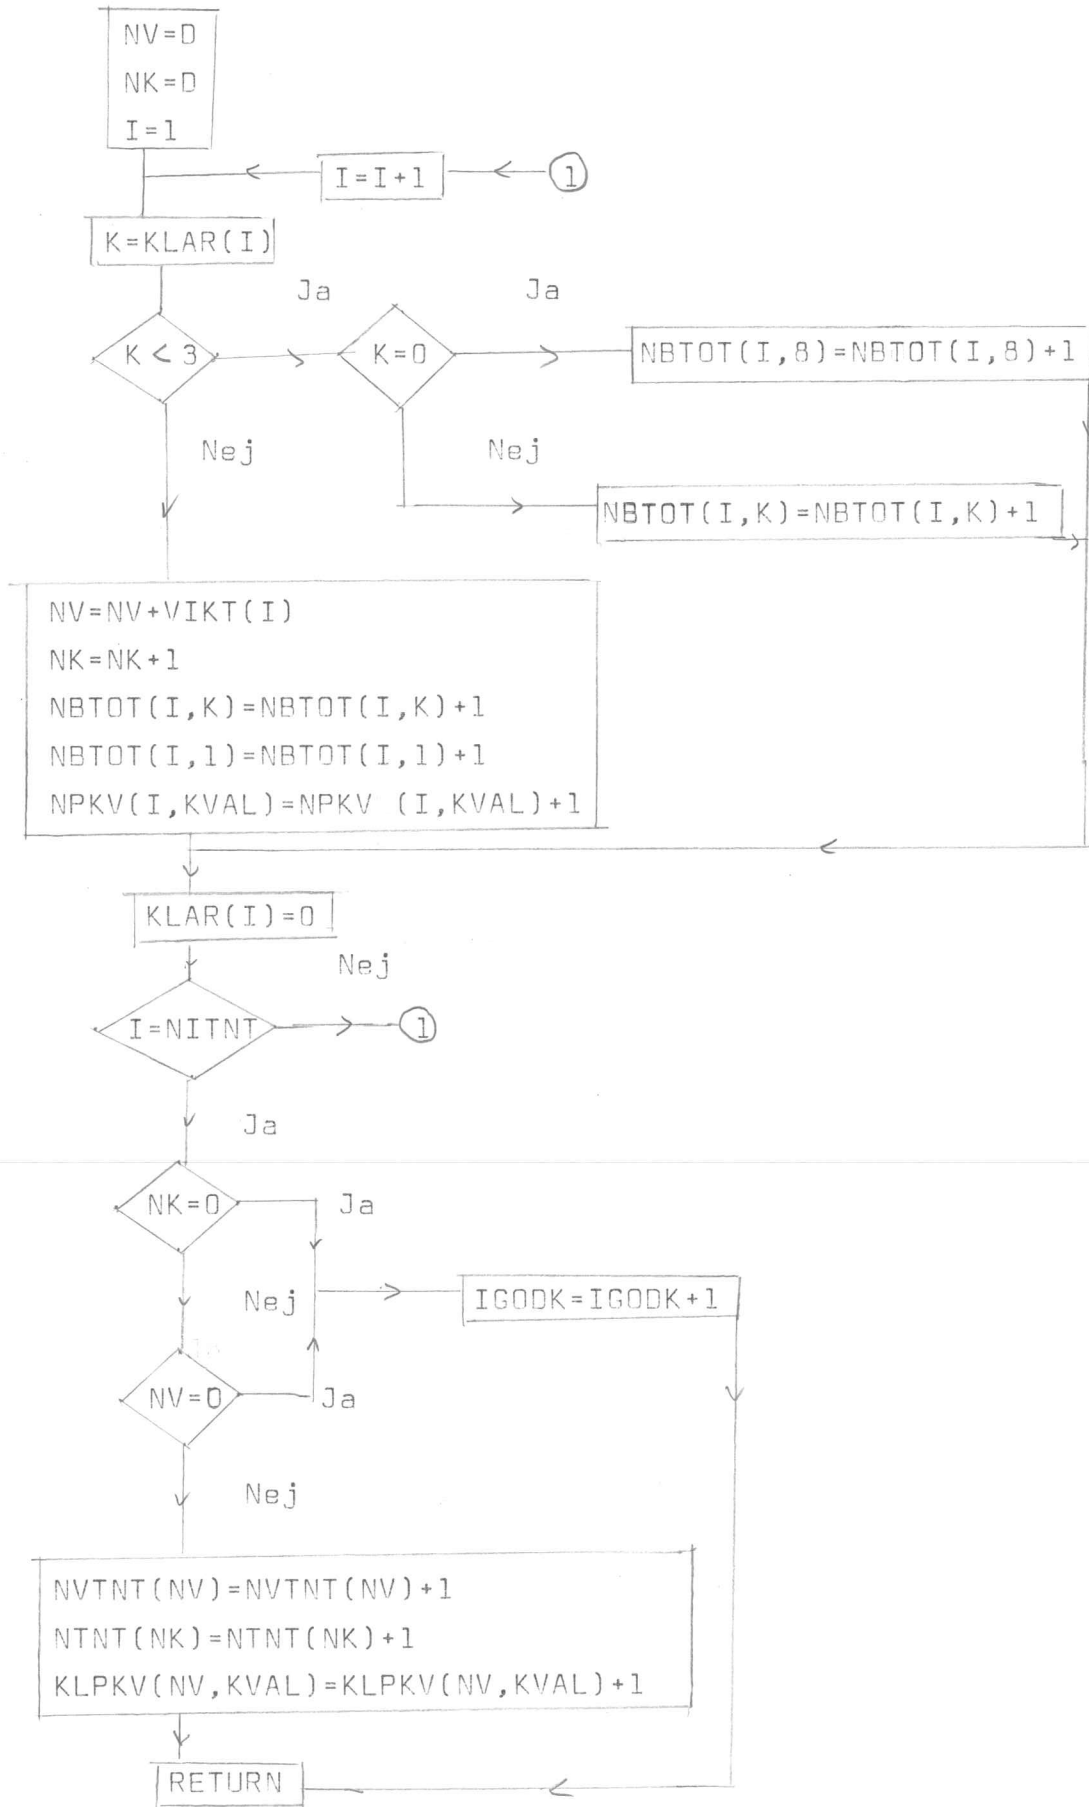 NV=D
NK=D
I=1
I=I+1
1
K=KLAR(I)
Ja
Ja
K < 3
K=0
NBTOT(I,8)=NBTOT(I,8)+1
Nej
Nej
NBTOT(I,K)=NBTOT(I,K)+1
NV=NV+VIKT(I)
NK=NK+1
NBTOT(I,K)=NBTOT(I,K)+1
NBTOT(I,1)=NBTOT(I,1)+1
NPKV(I,KVAL)=NPKV (I,KVAL)+1
KLAR(I)=0
Nej
I=NITNT
1
Ja
NK=0
Ja
Nej
IGODK=IGODK+1
NV=0
Ja
Nej
NVTNT(NV)=NVTNT(NV)+1
NTNT(NK)=NTNT(NK)+1
KLPKV(NV,KVAL)=KLPKV(NV,KVAL)+1
RETURN